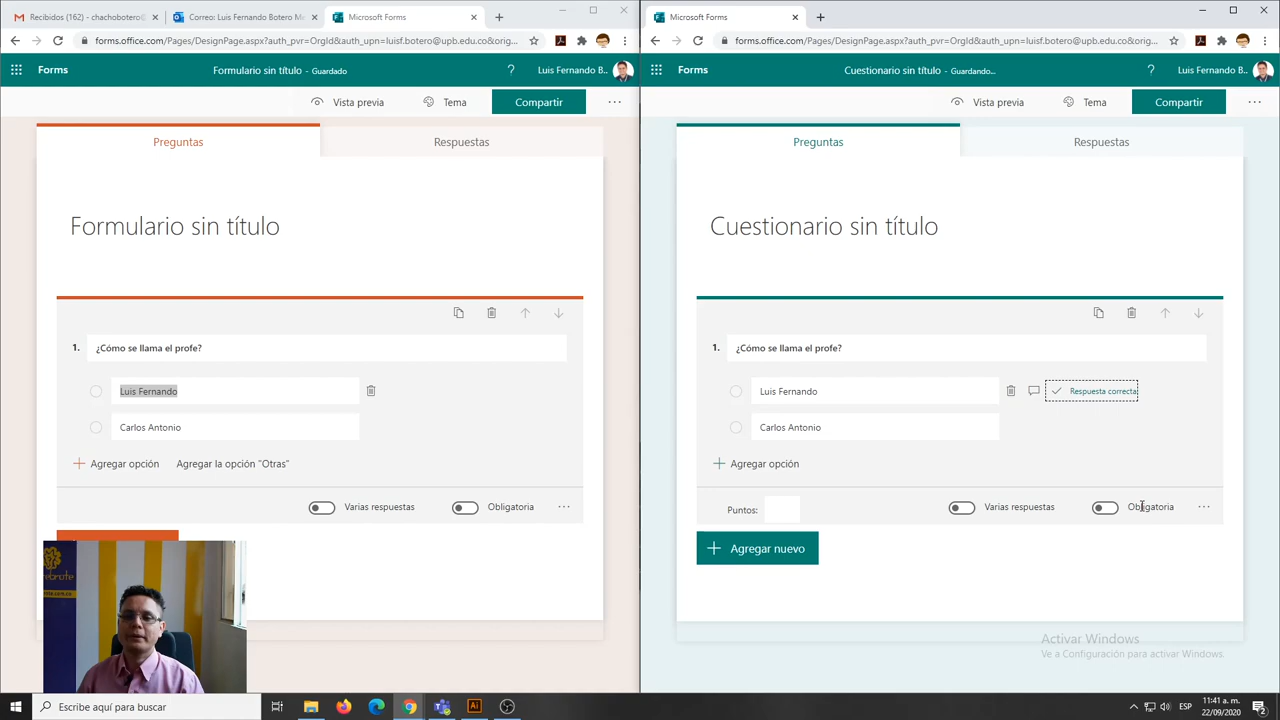 Recibidos (162) - chachobotero@
Correo: Luis Fernando Botero Me
Microsoft Forms
forms.office.com/Pages/DesignPage.aspx?auth_pvr=OrgId&auth_upn=luisf.botero@upb.edu.co&orig...
Forms
Formulario sin título - Guardado
?
Luis Fernando B..
Vista previa
Tema
Compartir
...
Preguntas
Respuestas
Formulario sin título
1.
¿Cómo se llama el profe?
Luis Fernando
Carlos Antonio
Agregar opción
Agregar la opción "Otras"
Varias respuestas
Obligatoria
...
Microsoft Forms
forms.office.com/Pages/DesignPage.aspx?auth_pvr=OrgId&auth_upn=luisf.botero@upb.edu.co&orig...
Forms
Cuestionario sin título - Guardando...
?
Luis Fernando B..
Vista previa
Tema
Compartir
...
Preguntas
Respuestas
Cuestionario sin título
1.
¿Cómo se llama el profe?
Luis Fernando
Respuesta correcta
Carlos Antonio
Agregar opción
Puntos:
Varias respuestas
Obligatoria
...
Agregar nuevo
Activar Windows
Ve a Configuración para activar Windows.
Escribe aquí para buscar
Ai
ESP
11:41 a. m.
22/09/2020
2